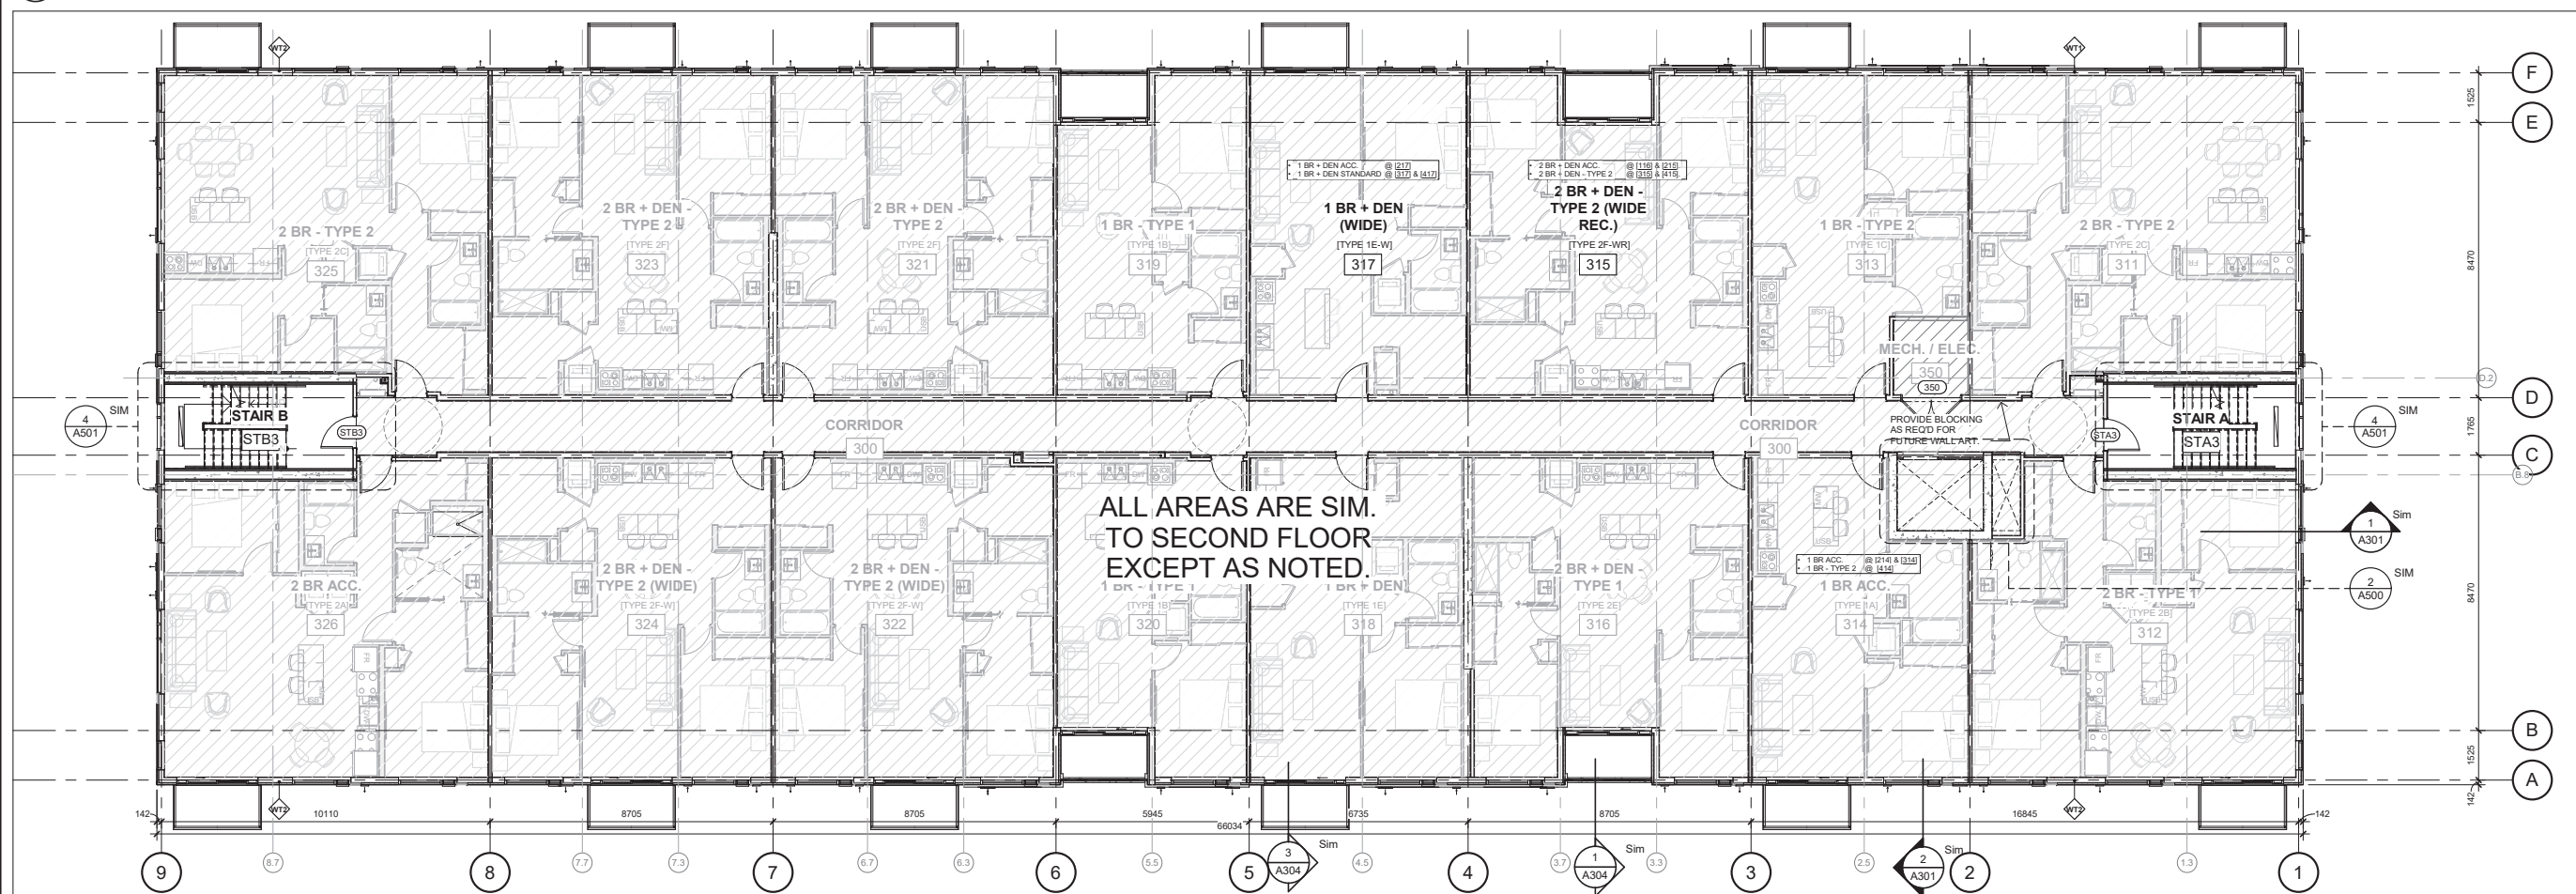 WT2
WT1
F
1525
E
1 BR + DEN ACC. @ [217]
1 BR + DEN STANDARD @ [317] & [417]
2 BR + DEN ACC. @ [116] & [215]
2 BR + DEN - TYPE 2 @ [315] & [415]
2 BR - TYPE 2
[TYPE 2C]
325
2 BR + DEN -
TYPE 2
[TYPE 2F]
323
2 BR + DEN -
TYPE 2
[TYPE 2F]
321
1 BR - TYPE 1
[TYPE 1B]
319
1 BR + DEN
(WIDE)
[TYPE 1E-W]
317
2 BR + DEN -
TYPE 2 (WIDE
REC.)
[TYPE 2F-WR]
315
1 BR - TYPE 2
[TYPE 1C]
313
2 BR - TYPE 2
[TYPE 2C]
311
8470
MECH. / ELEC.
350
350
D.2
4
A501
SIM
STAIR B
STB3
STB3
CORRIDOR
300
CORRIDOR
300
PROVIDE BLOCKING
AS REQ'D FOR
FUTURE WALL ART.
STA3
STAIR A
STA3
4
A501
SIM
D
1765
C
B.8
ALL AREAS ARE SIM.
TO SECOND FLOOR
EXCEPT AS NOTED.
1
A301
Sim
2
A500
SIM
1 BR ACC. @ [214] & [314]
1 BR - TYPE 2 @ [414]
2 BR ACC.
[TYPE 2A]
326
2 BR + DEN -
TYPE 2 (WIDE)
[TYPE 2F-W]
324
2 BR + DEN -
TYPE 2 (WIDE)
[TYPE 2F-W]
322
1 BR - TYPE 1
[TYPE 1B]
320
1 BR + DEN
[TYPE 1E]
318
2 BR + DEN -
TYPE 1
[TYPE 2E]
316
1 BR ACC.
[TYPE 1A]
314
2 BR - TYPE 1
[TYPE 2B]
312
8470
B
1525
A
142
WT2
WT2
142
10110
8705
8705
5945
6735
8705
16845
142
66034
9
8.7
8
7.7
7.3
7
6.7
6.3
6
5.5
5
3
A304
Sim
4.5
4
3.7
1
A304
Sim
3.3
3
2.5
2
A301
Sim
2
1.3
1